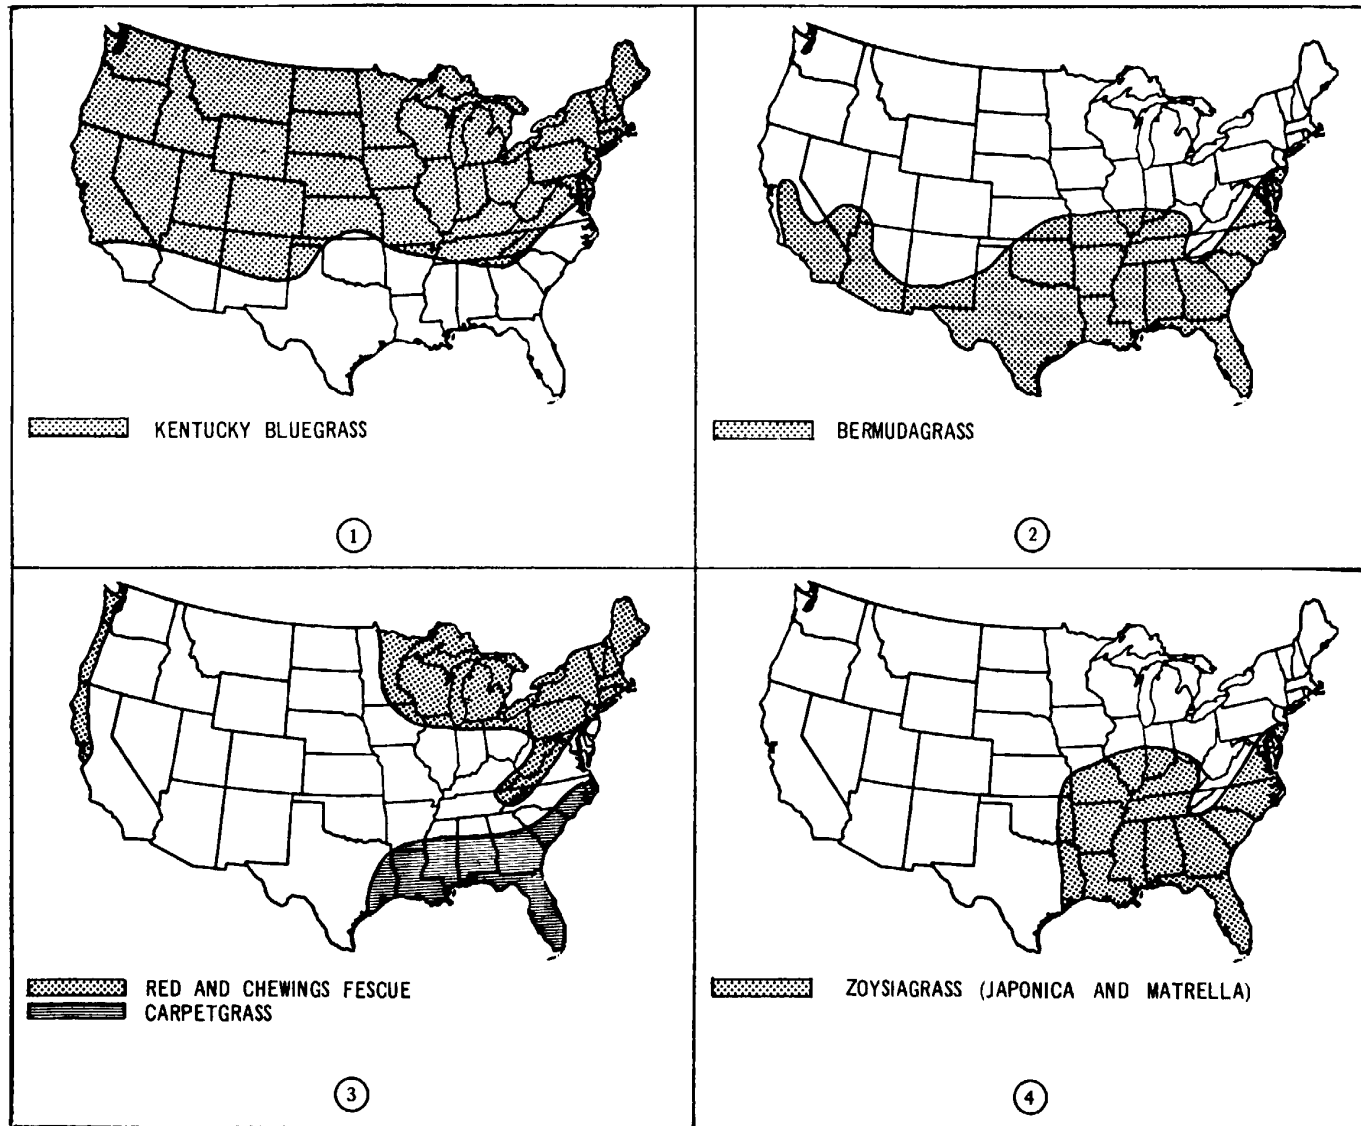 KENTUCKY BLUEGRASS
1
BERMUDAGRASS
2
RED AND CHEWINGS FESCUE
CARPETGRASS
3
ZOYSIAGRASS (JAPONICA AND MATRELLA)
4